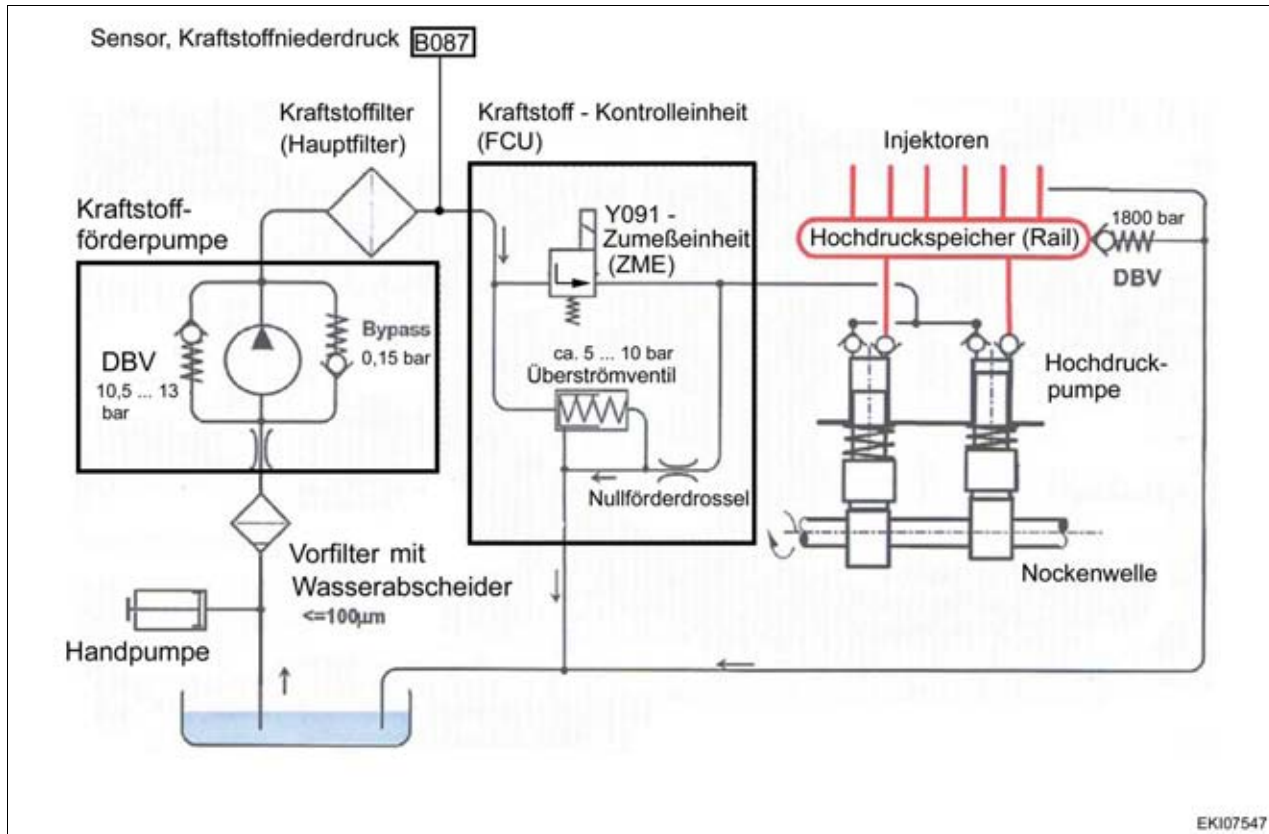 Sensor, Kraftstoffniederdruck B087
Kraftstoffilter
(Hauptfilter)
Kraftstoff - Kontrolleinheit
(FCU)
Injektoren
Kraftstoff-
förderpumpe
Y091 -
Zumeßeinheit
(ZME)
1800 bar
Hochdruckspeicher (Rail)
DBV
Bypass
0,15 bar
DBV
10,5 ... 13
bar
ca. 5 ... 10 bar
Überströmventil
Hochdruck-
pumpe
Nullförderdrossel
Vorfilter mit
Wasserabscheider
<=100µm
Nockenwelle
Handpumpe
EKI07547